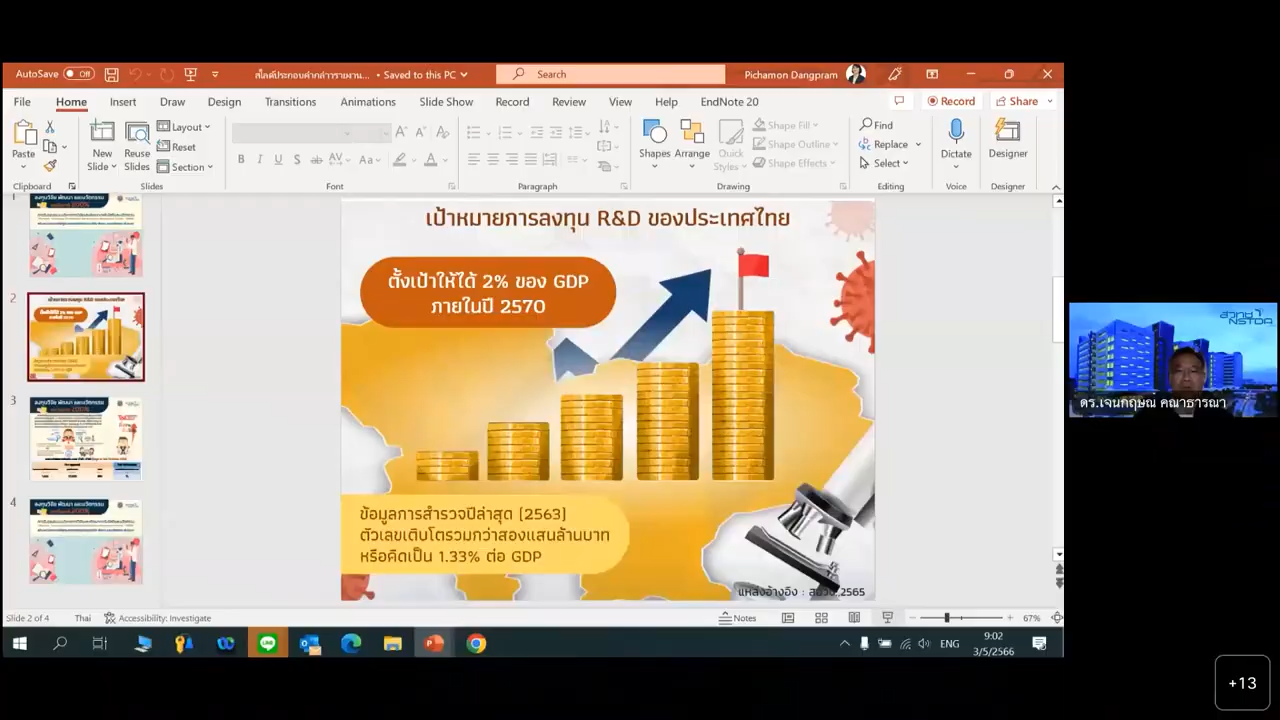 AutoSave Off
สไลด์ประกอบคำกล่าวรายงาน... • Saved to this PC
Search
Pichamon Dangpram
File Home Insert Draw Design Transitions Animations Slide Show Record Review View Help EndNote 20
Record Share
Paste
New Slide
Reuse Slides
Layout
Reset
Section
Shapes
Arrange
Quick Styles
Shape Fill
Shape Outline
Shape Effects
Find
Replace
Select
Dictate
Designer
Clipboard Slides Font Paragraph Drawing Editing Voice Designer
1
2
3
4
เป้าหมายการลงทุน R&D ของประเทศไทย
ตั้งเป้าให้ได้ 2% ของ GDP
ภายในปี 2570
ข้อมูลการสำรวจปีล่าสุด (2563)
ตัวเลขเติบโตรวมกว่าสองแสนล้านบาท
หรือคิดเป็น 1.33% ต่อ GDP
แหล่งอ้างอิง : สอวช. 2565
สวทช
NSTDA
ดร.เจนกฤษณ์ คณาธารณา
Slide 2 of 4
Thai
Accessibility: Investigate
Notes
67%
ENG
9:02
3/5/2566
+13